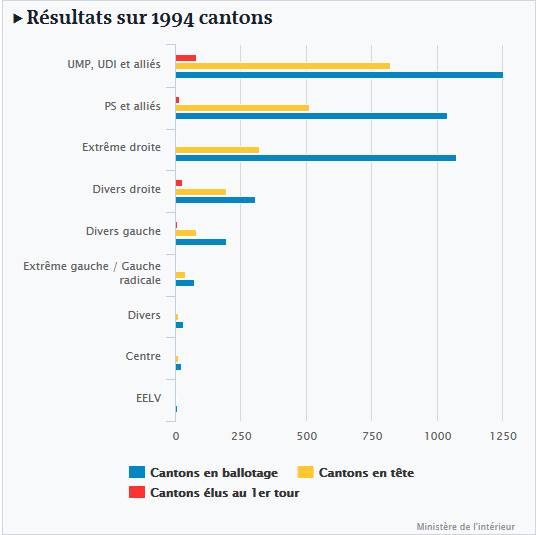 ▶ Résultats sur 1994 cantons
UMP, UDI et alliés
PS et alliés
Extrême droite
Divers droite
Divers gauche
Extrême gauche / Gauche
radicale
Divers
Centre
EELV
0 250 500 750 1000 1250
Cantons en ballotage Cantons en tête
Cantons élus au 1er tour
Ministère de l'intérieur